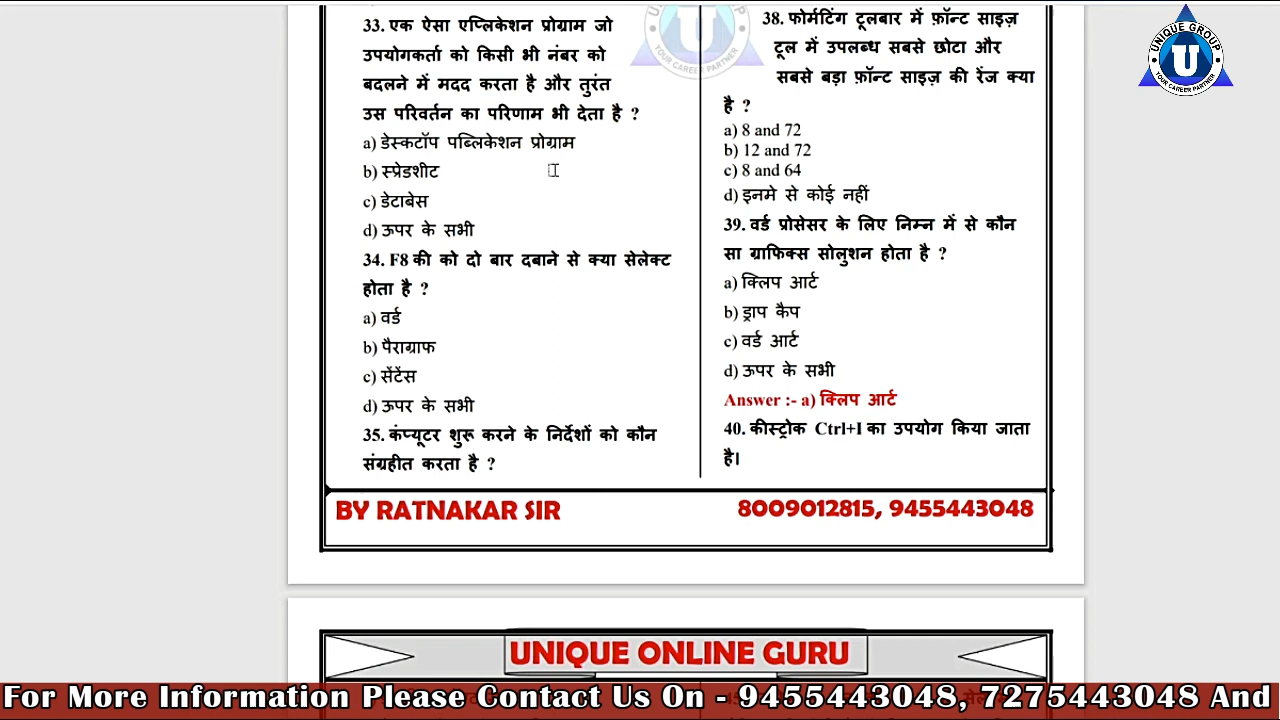 33. एक ऐसा एप्लिकेशन प्रोग्राम जो
उपयोगकर्ता को किसी भी नंबर को
बदलने में मदद करता है और तुरंत
उस परिवर्तन का परिणाम भी देता है ?
a) डेस्कटॉप पब्लिकेशन प्रोग्राम
b) स्प्रेडशीट
c) डेटाबेस
d) ऊपर के सभी
34. F8 की को दो बार दबाने से क्या सेलेक्ट
होता है ?
a) वर्ड
b) पैराग्राफ
c) सेंटेंस
d) ऊपर के सभी
35. कंप्यूटर शुरू करने के निर्देशों को कौन
संग्रहीत करता है ?
38. फोर्मटिंग टूलबार में फ़ॉन्ट साइज़
टूल में उपलब्ध सबसे छोटा और
सबसे बड़ा फ़ॉन्ट साइज़ की रेंज क्या
है ?
a) 8 and 72
b) 12 and 72
c) 8 and 64
d) इनमे से कोई नहीं
39. वर्ड प्रोसेसर के लिए निम्न में से कौन
सा ग्राफिक्स सोलुशन होता है ?
a) क्लिप आर्ट
b) ड्राप कैप
c) वर्ड आर्ट
d) ऊपर के सभी
Answer :- a) क्लिप आर्ट
40. कीस्ट्रोक Ctrl+I का उपयोग किया जाता
है।
BY RATNAKAR SIR
8009012815, 9455443048
UNIQUE ONLINE GURU
UNIQUE GROUP
U
YOUR CAREER PARTNER
For More Information Please Contact Us On - 9455443048, 7275443048 And